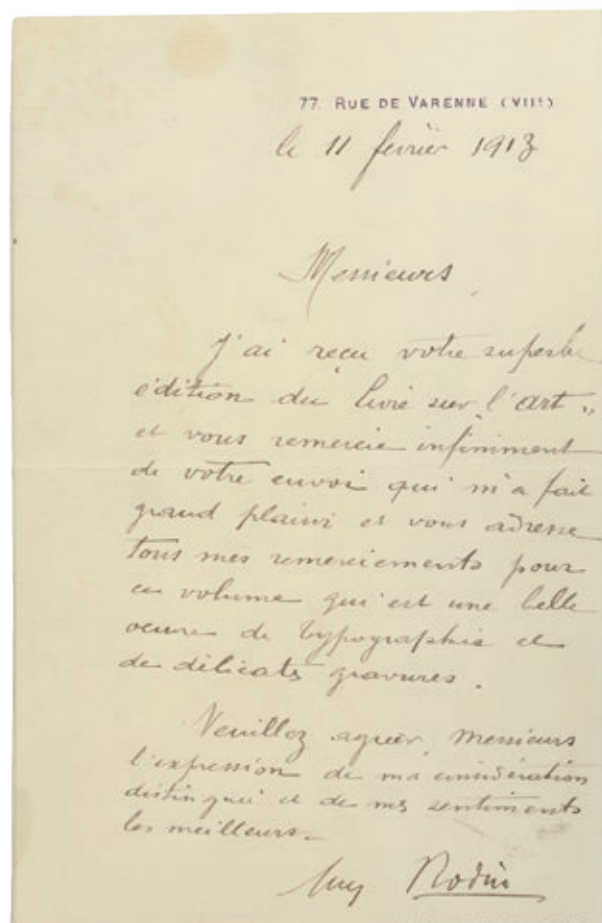 77 RUE DE VARENNE (VIIe)
le 11 février 1913
Messieurs
J'ai reçu votre superbe
édition du livre sur l'art "
et vous remercie infiniment
de votre envoi qui m'a fait
grand plaisir et vous adresse
tous mes remerciements pour
ce volume qui est une belle
oeuvre de typographie et
de délicats gravures.
Veuillez agréer, messieurs
l'expression de ma considération
distingué et de mes sentiments
les meilleurs_
Aug Rodin